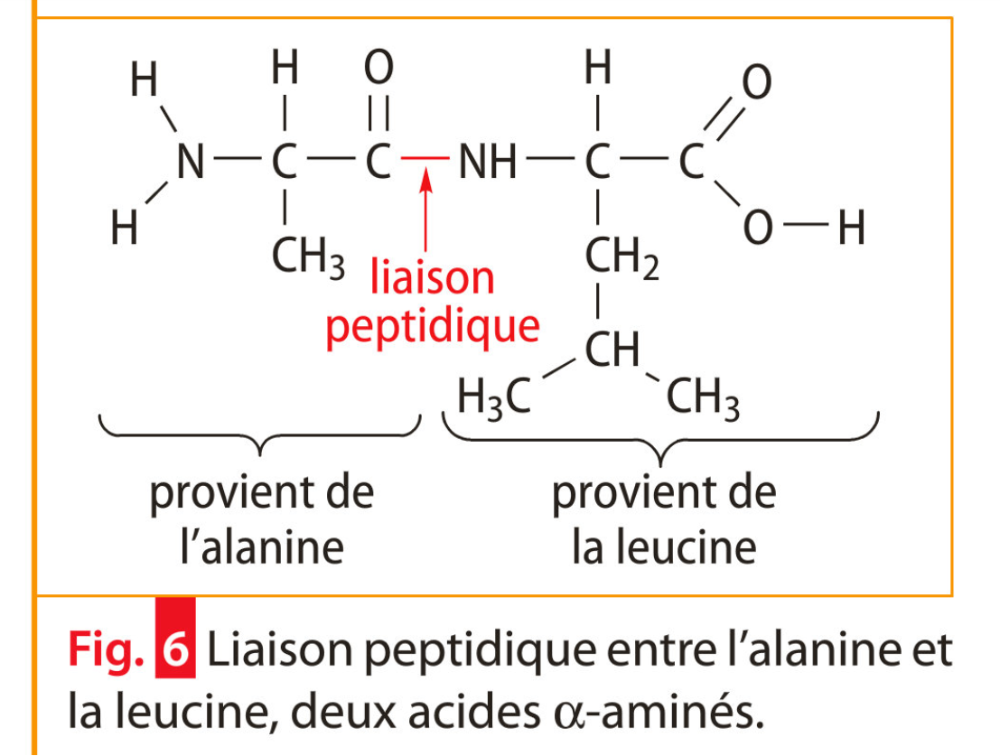 H H O H O
N C C NH C C
H CH3 O H
liaison
peptidique
CH2
CH
H3C CH3
provient de provient de
l'alanine la leucine
Fig. 6 Liaison peptidique entre l'alanine et
la leucine, deux acides α-aminés.